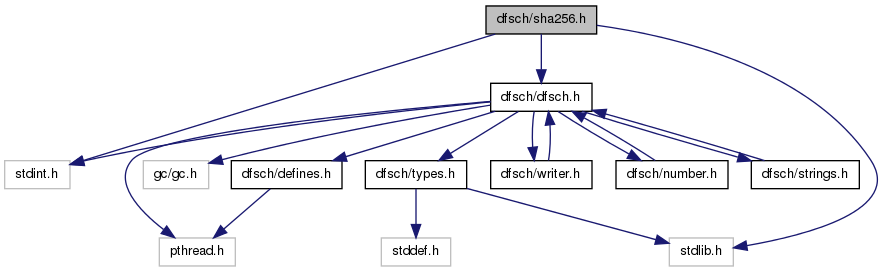 dfsch/sha256.h
dfsch/dfsch.h
stdint.h
gc/gc.h
dfsch/defines.h
dfsch/types.h
dfsch/writer.h
dfsch/number.h
dfsch/strings.h
pthread.h
stddef.h
stdlib.h